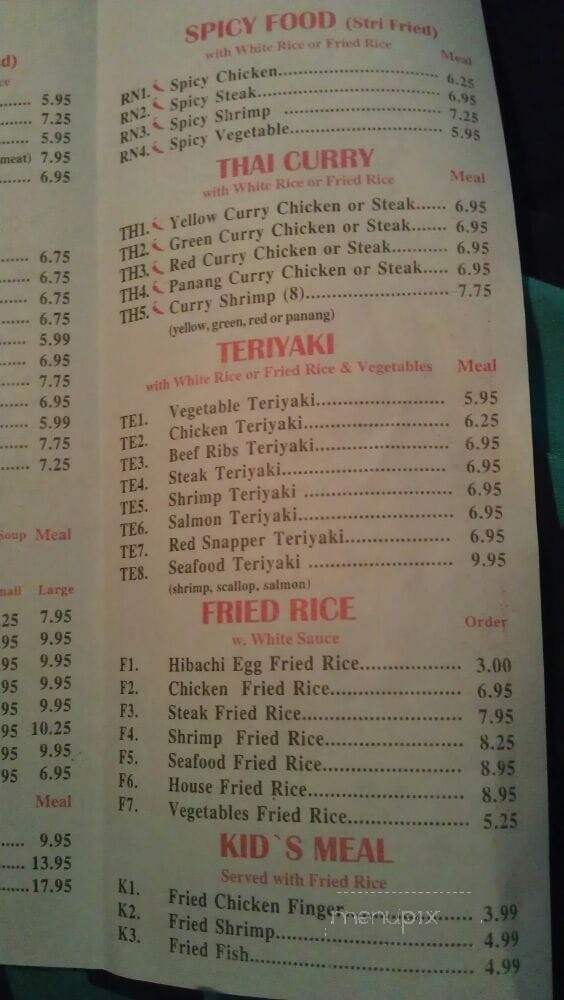 d)
ce
5.95
7.25
5.95
meat) 7.95
6.95
6.75
6.75
6.75
6.75
5.99
6.95
7.75
6.95
5.99
7.75
7.25
Soup Meal
mall Large
.25 7.95
95 9.95
95 9.95
95 9.95
95 9.95
95 10.25
95 9.95
95 6.95
Meal
9.95
13.95
17.95
SPICY FOOD (Stri Fried)
with White Rice or Fried Rice
Meal
RN1. Spicy Chicken 6.25
RN2. Spicy Steak 6.95
RN3. Spicy Shrimp 7.25
RN4. Spicy Vegetable 5.95
THAI CURRY
with White Rice or Fried Rice Meal
TH1. Yellow Curry Chicken or Steak 6.95
TH2. Green Curry Chicken or Steak 6.95
TH3. Red Curry Chicken or Steak 6.95
TH4. Panang Curry Chicken or Steak 6.95
TH5. Curry Shrimp (8) 7.75
(yellow, green, red or panang)
TERIYAKI
with White Rice or Fried Rice & Vegetables Meal
TE1. Vegetable Teriyaki 5.95
TE2. Chicken Teriyaki 6.25
TE3. Beef Ribs Teriyaki 6.95
TE4. Steak Teriyaki 6.95
TE5. Shrimp Teriyaki 6.95
TE6. Salmon Teriyaki 6.95
TE7. Red Snapper Teriyaki 6.95
TE8. Seafood Teriyaki 9.95
(shrimp, scallop, salmon)
FRIED RICE
w. White Sauce Order
F1. Hibachi Egg Fried Rice 3.00
F2. Chicken Fried Rice 6.95
F3. Steak Fried Rice 7.95
F4. Shrimp Fried Rice 8.25
F5. Seafood Fried Rice 8.95
F6. House Fried Rice 8.95
F7. Vegetables Fried Rice 5.25
KID`S MEAL
Served with Fried Rice
K1. Fried Chicken Finger 3.99
K2. Fried Shrimp 4.99
K3. Fried Fish 4.99
menupix